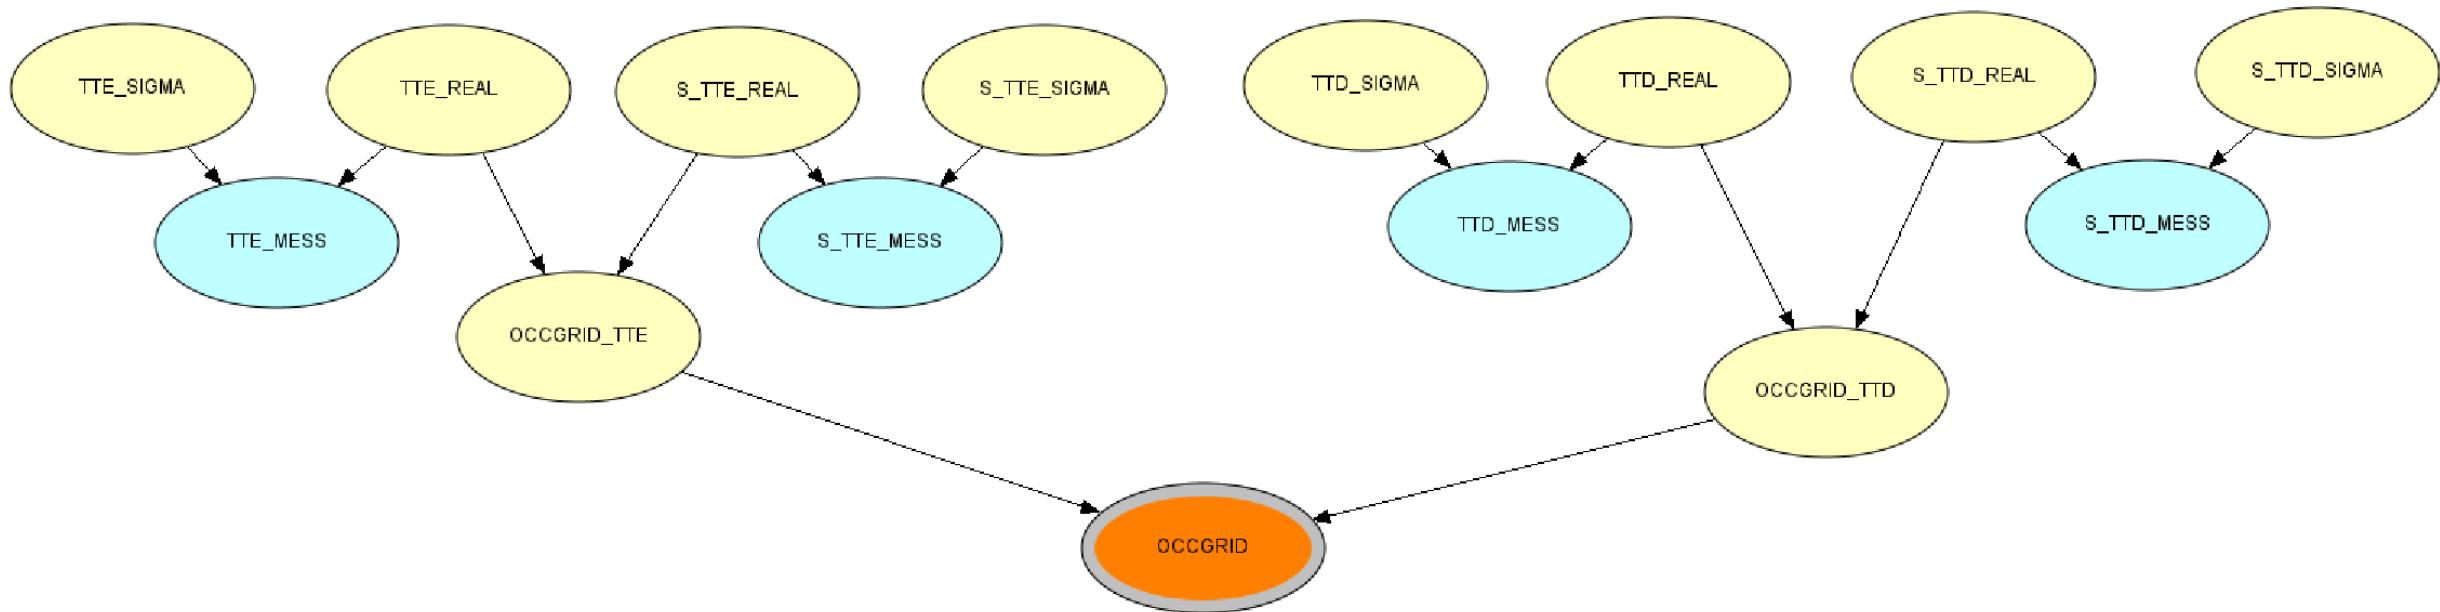 TTE_SIGMA
TTE_REAL
S_TTE_REAL
S_TTE_SIGMA
TTD_SIGMA
TTD_REAL
S_TTD_REAL
S_TTD_SIGMA
TTE_MESS
S_TTE_MESS
TTD_MESS
S_TTD_MESS
OCCGRID_TTE
OCCGRID_TTD
OCCGRID